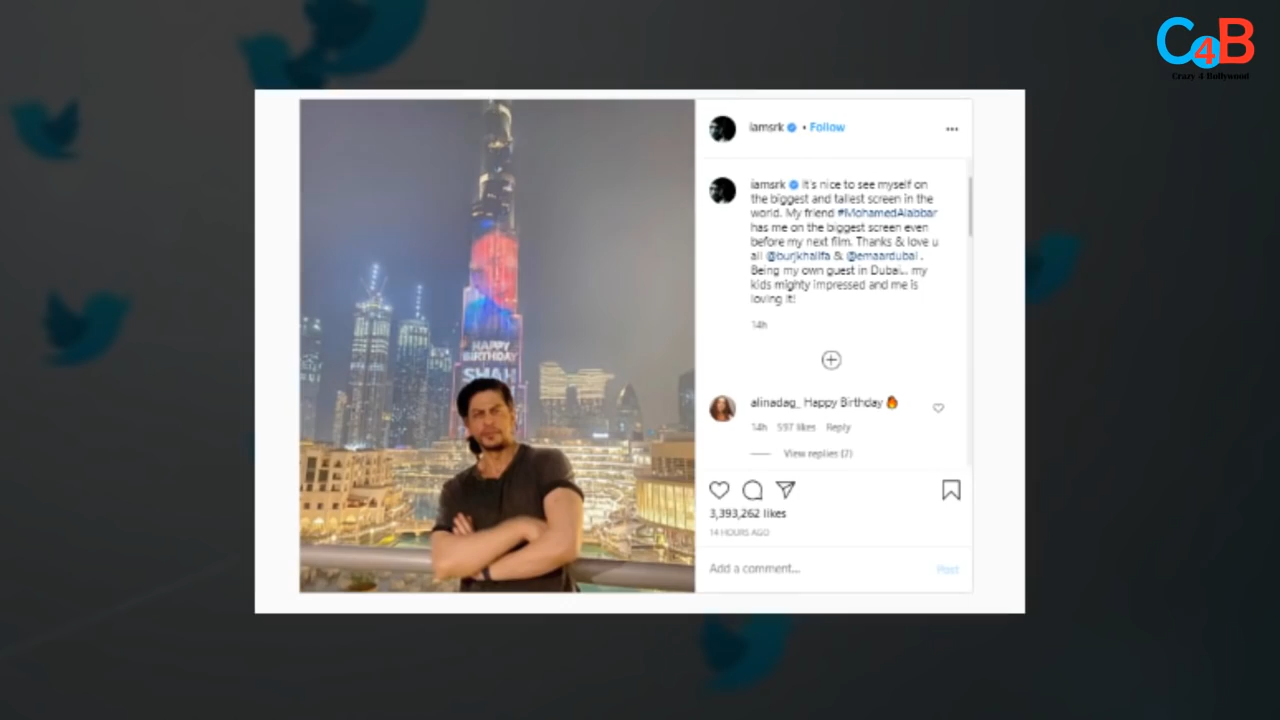 C4B
Crazy 4 Bollywood
iamsrk • Follow
iamsrk It's nice to see myself on
the biggest and tallest screen in the
world. My friend #MohamedAlabbar
has me on the biggest screen even
before my next film. Thanks & love u
all @burjkhalifa & @emaardubai .
Being my own guest in Dubai... my
kids mighty impressed and me is
loving it!
14h
HAPPY
BIRTHDAY
SHAH
alinadag_ Happy Birthday 🔥
14h 597 likes Reply
View replies (7)
3,393,262 likes
14 HOURS AGO
Add a comment... Post